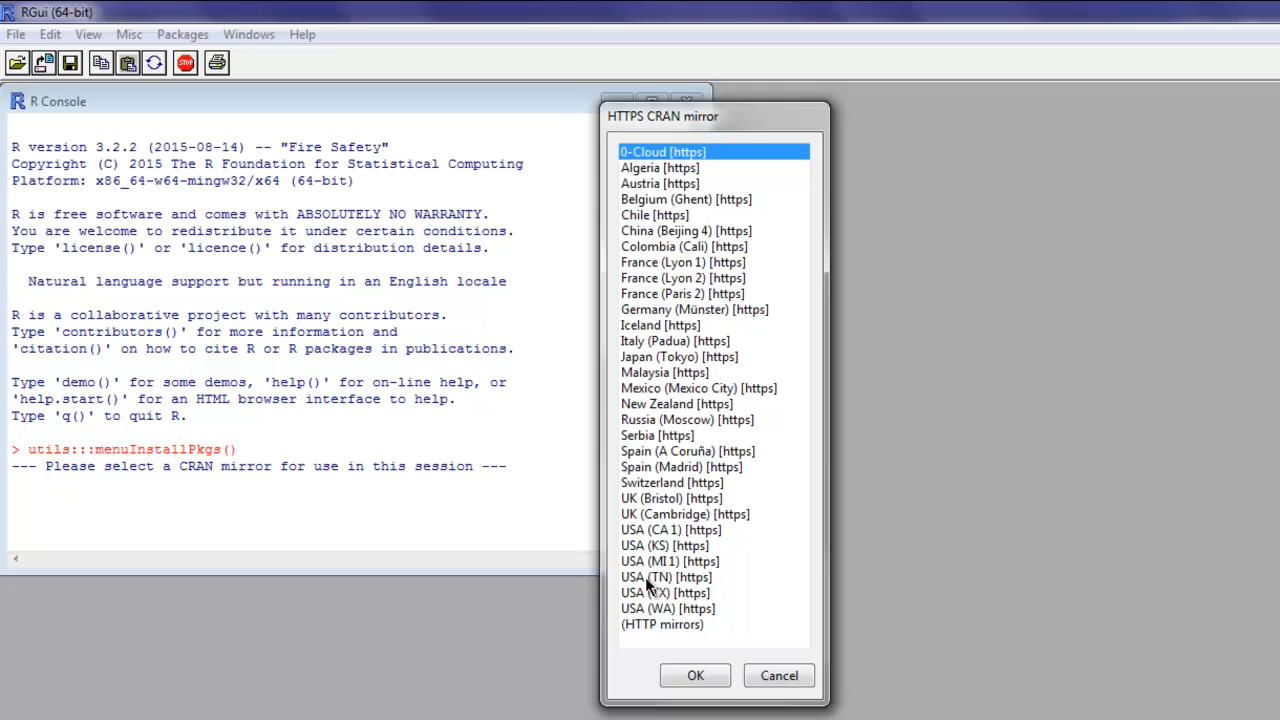 RGui (64-bit)
File Edit View Misc Packages Windows Help
STOP
R Console
R version 3.2.2 (2015-08-14) -- "Fire Safety"
Copyright (C) 2015 The R Foundation for Statistical Computing
Platform: x86_64-w64-mingw32/x64 (64-bit)
R is free software and comes with ABSOLUTELY NO WARRANTY.
You are welcome to redistribute it under certain conditions.
Type 'license()' or 'licence()' for distribution details.
Natural language support but running in an English locale
R is a collaborative project with many contributors.
Type 'contributors()' for more information and
'citation()' on how to cite R or R packages in publications.
Type 'demo()' for some demos, 'help()' for on-line help, or
'help.start()' for an HTML browser interface to help.
Type 'q()' to quit R.
> utils:::menuInstallPkgs()
--- Please select a CRAN mirror for use in this session ---
HTTPS CRAN mirror
0-Cloud [https]
Algeria [https]
Austria [https]
Belgium (Ghent) [https]
Chile [https]
China (Beijing 4) [https]
Colombia (Cali) [https]
France (Lyon 1) [https]
France (Lyon 2) [https]
France (Paris 2) [https]
Germany (Münster) [https]
Iceland [https]
Italy (Padua) [https]
Japan (Tokyo) [https]
Malaysia [https]
Mexico (Mexico City) [https]
New Zealand [https]
Russia (Moscow) [https]
Serbia [https]
Spain (A Coruña) [https]
Spain (Madrid) [https]
Switzerland [https]
UK (Bristol) [https]
UK (Cambridge) [https]
USA (CA 1) [https]
USA (KS) [https]
USA (MI 1) [https]
USA (TN) [https]
USA (TX) [https]
USA (WA) [https]
(HTTP mirrors)
OK Cancel